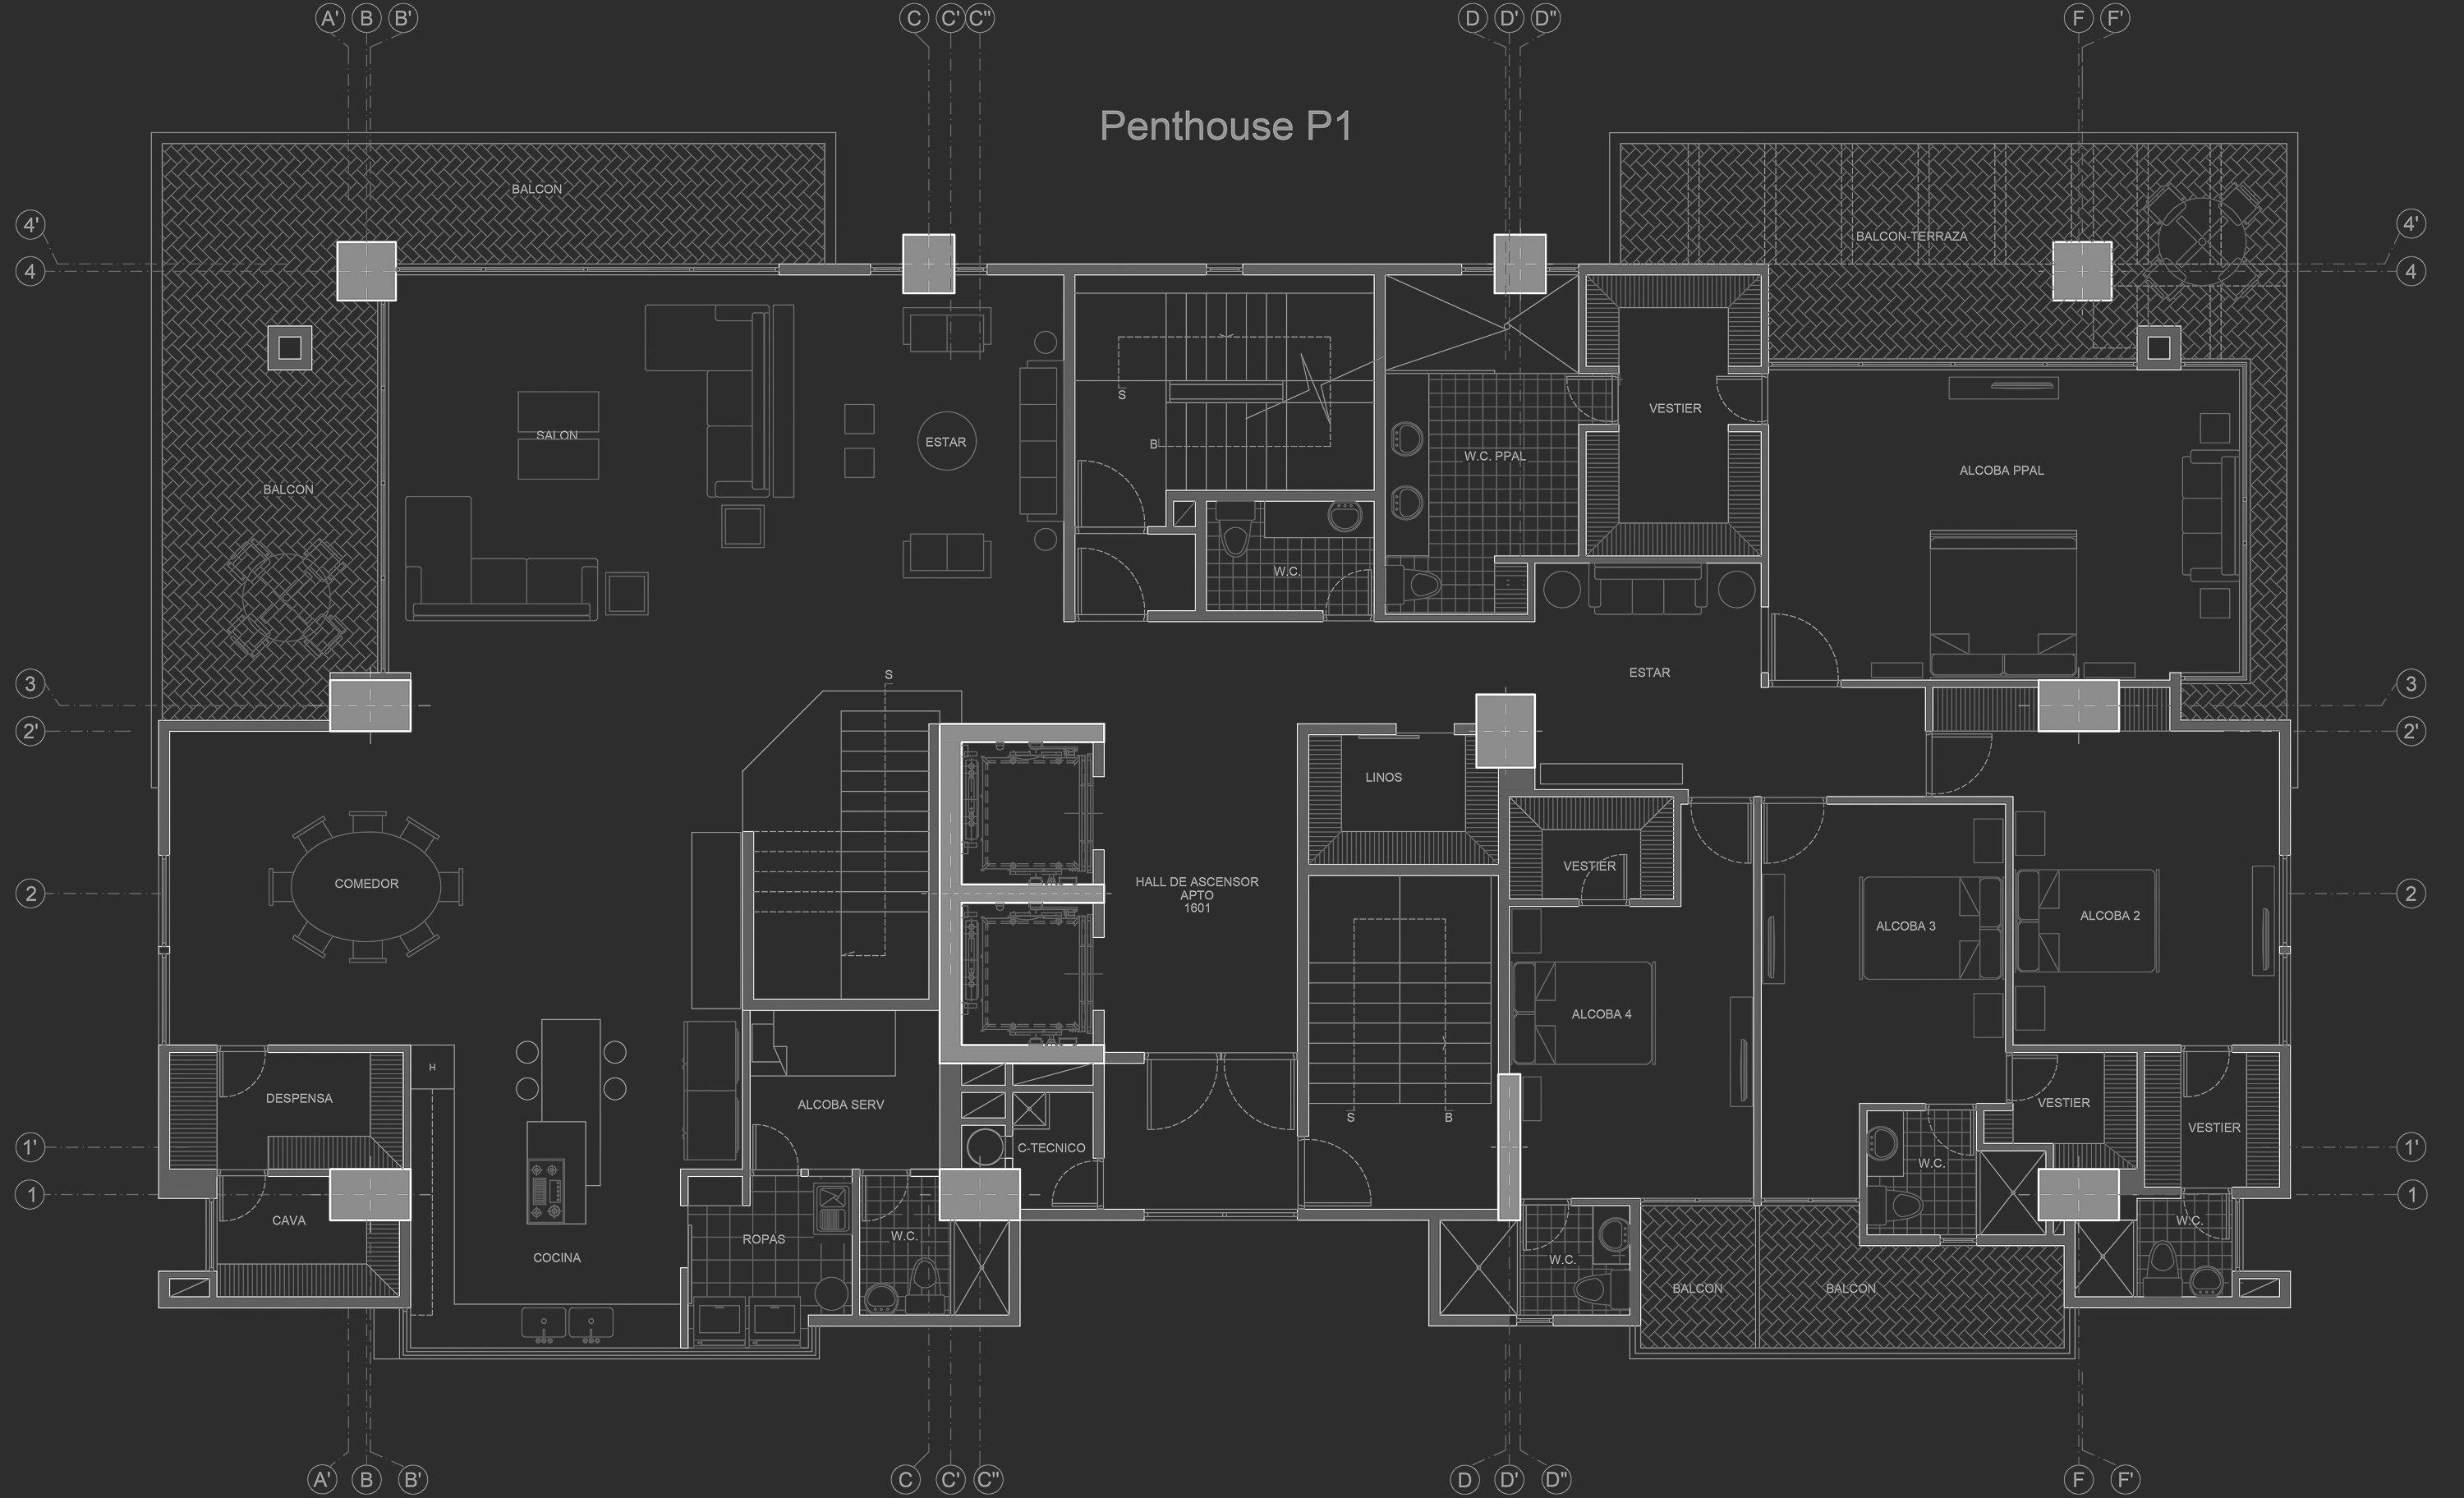 A' B B' C C' C" D D' D" F F'
Penthouse P1
BALCON
4' 4'
BALCON-TERRAZA
4 4
S
VESTIER
SALON
ESTAR
B
W.C. PPAL
ALCOBA PPAL
BALCON
W.C.
S
ESTAR
3 3
2' 2'
LINOS
VESTIER
COMEDOR
HALL DE ASCENSOR
APTO
1601
2 2
ALCOBA 2
ALCOBA 3
ALCOBA 4
H
DESPENSA
ALCOBA SERV
VESTIER
S B
VESTIER
1' 1'
C-TECNICO
W.C.
1 1
CAVA
W.C.
ROPAS
W.C.
COCINA
W.C.
BALCON
BALCON
A' B B' C C' C" D D' D" F F'